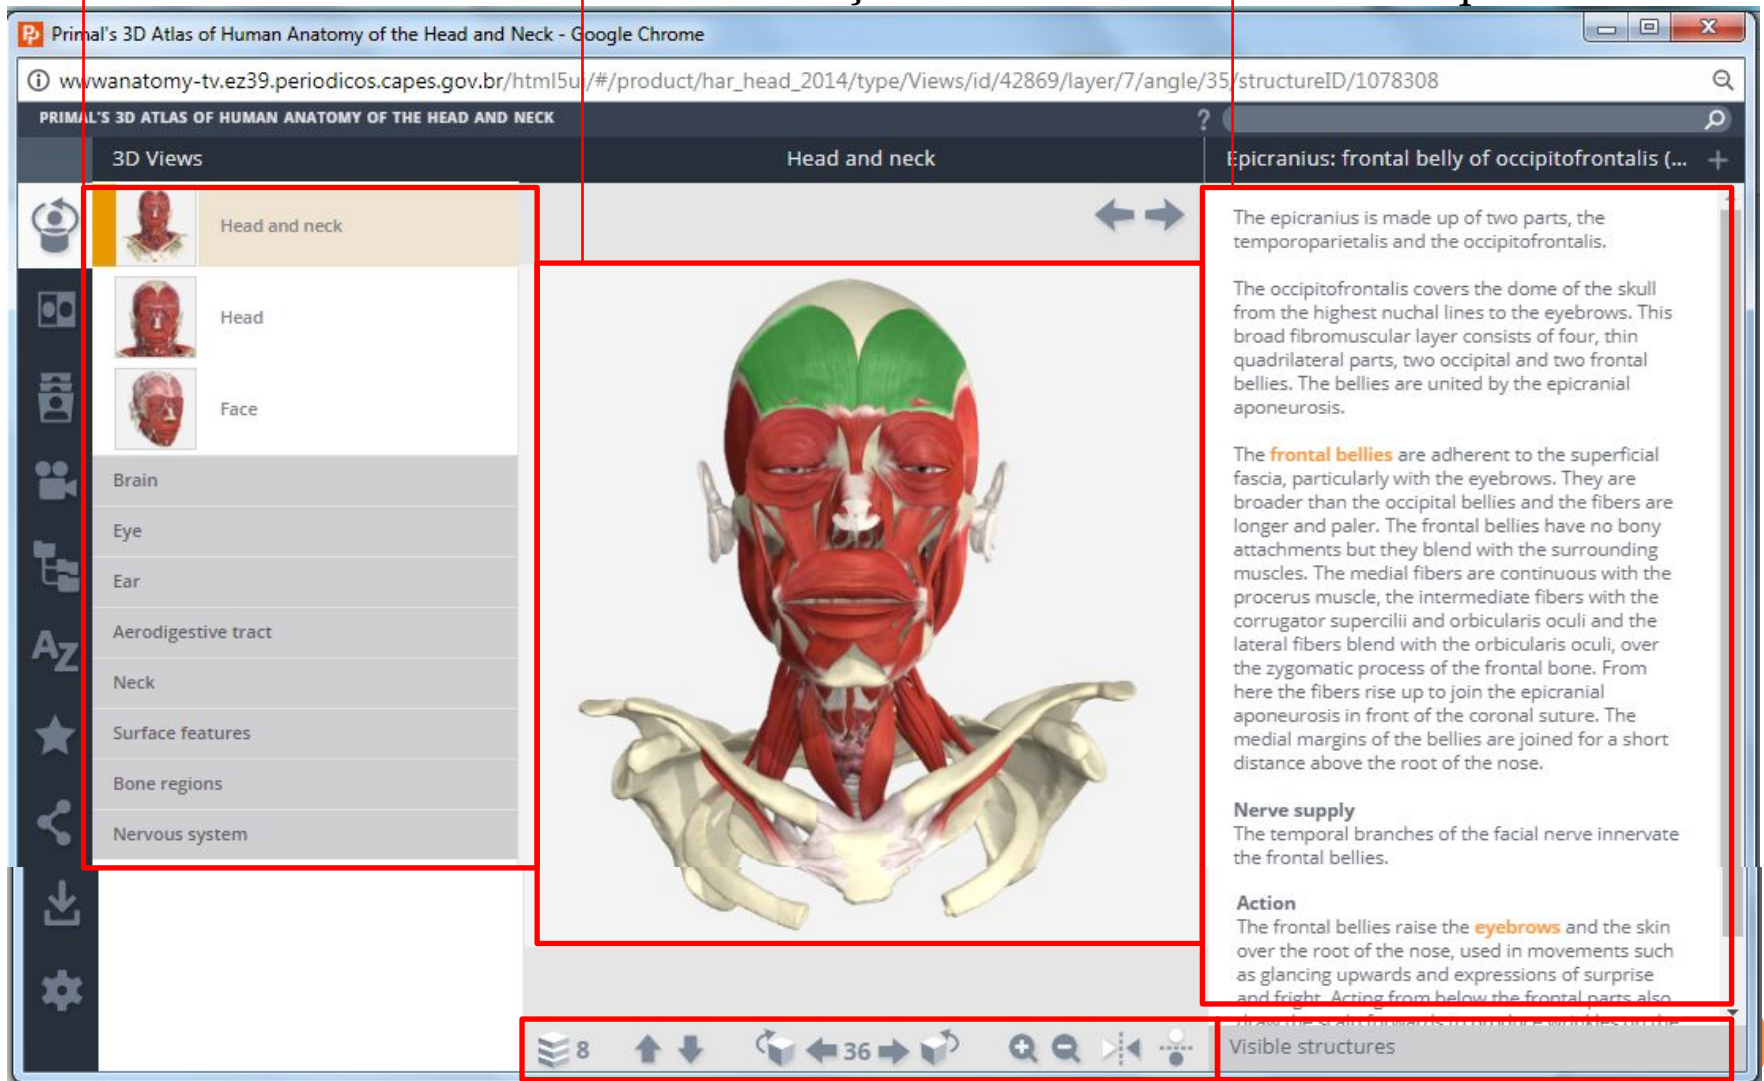 Primal's 3D Atlas of Human Anatomy of the Head and Neck - Google Chrome
wwwanatomy-tv.ez39.periodicos.capes.gov.br/html5ui/#/product/har_head_2014/type/Views/id/42869/layer/7/angle/35/structureID/1078308
PRIMAL'S 3D ATLAS OF HUMAN ANATOMY OF THE HEAD AND NECK
?
3D Views
Head and neck
Head
Face
Brain
Eye
Ear
Aerodigestive tract
Neck
Surface features
Bone regions
Nervous system
AZ
Head and neck
8
36
Epicranius: frontal belly of occipitofrontalis (... +
The epicranius is made up of two parts, the
temporoparietalis and the occipitofrontalis.
The occipitofrontalis covers the dome of the skull
from the highest nuchal lines to the eyebrows. This
broad fibromuscular layer consists of four, thin
quadrilateral parts, two occipital and two frontal
bellies. The bellies are united by the epicranial
aponeurosis.
The frontal bellies are adherent to the superficial
fascia, particularly with the eyebrows. They are
broader than the occipital bellies and the fibers are
longer and paler. The frontal bellies have no bony
attachments but they blend with the surrounding
muscles. The medial fibers are continuous with the
procerus muscle, the intermediate fibers with the
corrugator supercilii and orbicularis oculi and the
lateral fibers blend with the orbicularis oculi, over
the zygomatic process of the frontal bone. From
here the fibers rise up to join the epicranial
aponeurosis in front of the coronal suture. The
medial margins of the bellies are joined for a short
distance above the root of the nose.
Nerve supply
The temporal branches of the facial nerve innervate
the frontal bellies.
Action
The frontal bellies raise the eyebrows and the skin
over the root of the nose, used in movements such
as glancing upwards and expressions of surprise
and fright. Acting from below the frontal parts also
Visible structures